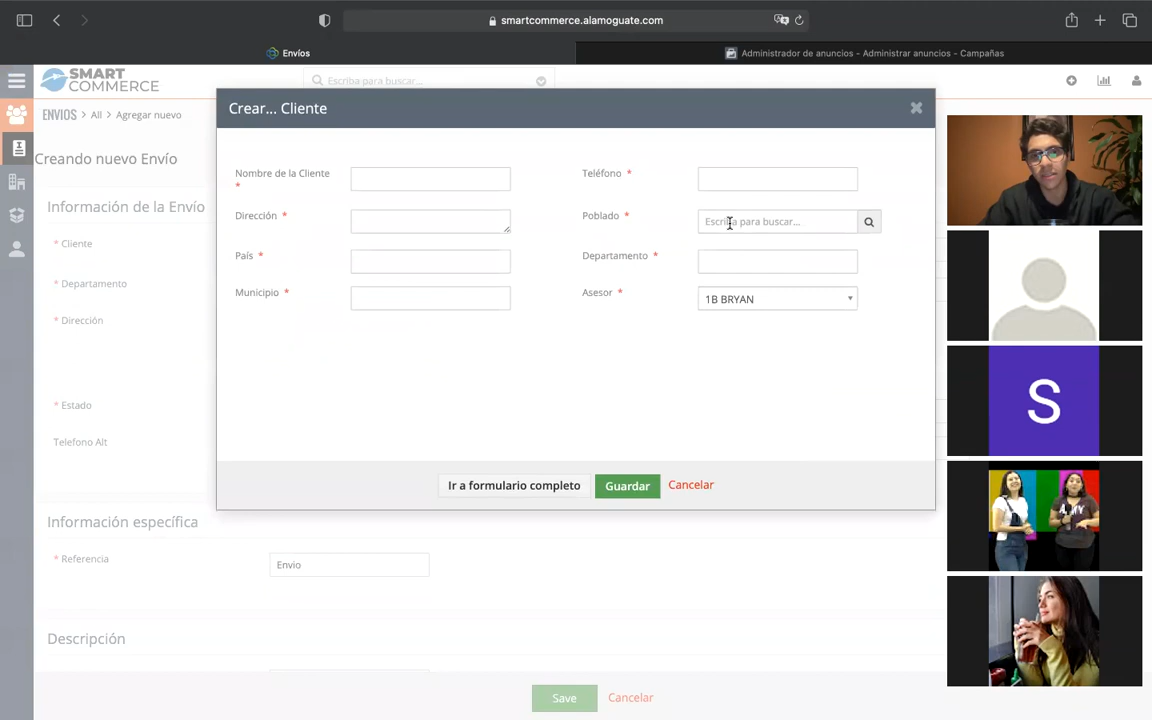 smartcommerce.alamoguate.com
Envíos
Administrador de anuncios - Administrar anuncios - Campañas
SMART
COMMERCE
Escriba para buscar...
ENVIOS > All > Agregar nuevo
Creando nuevo Envío
Información de la Envío
* Cliente
* Departamento
* Dirección
* Estado
Telefono Alt
Información específica
* Referencia
Envio
Descripción
Save
Cancelar
Crear... Cliente
Nombre de la Cliente
*
Teléfono *
Dirección *
Poblado *
Escriba para buscar...
País *
Departamento *
Municipio *
Asesor *
1B BRYAN
Ir a formulario completo
Guardar
Cancelar
S